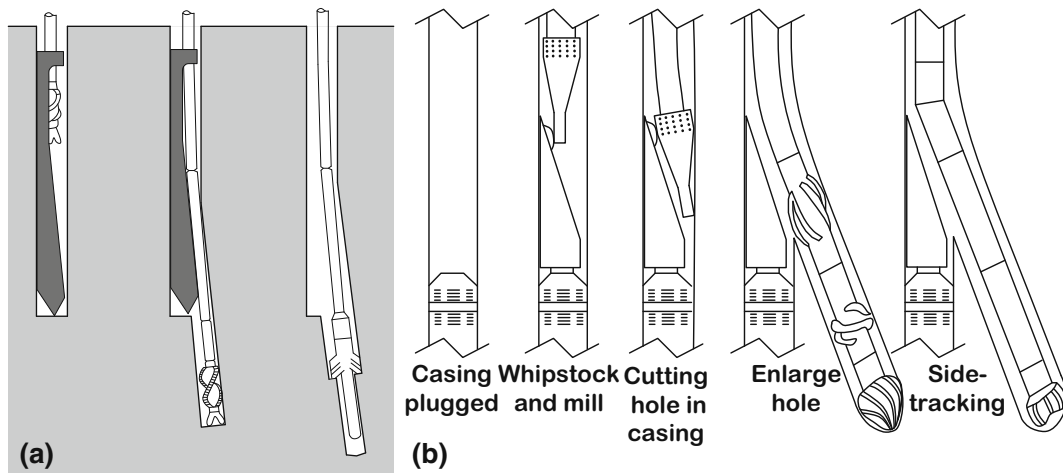 Casing
plugged
Whipstock
and mill
Cutting
hole in
casing
Enlarge
hole
Side-
tracking
(a)
(b)